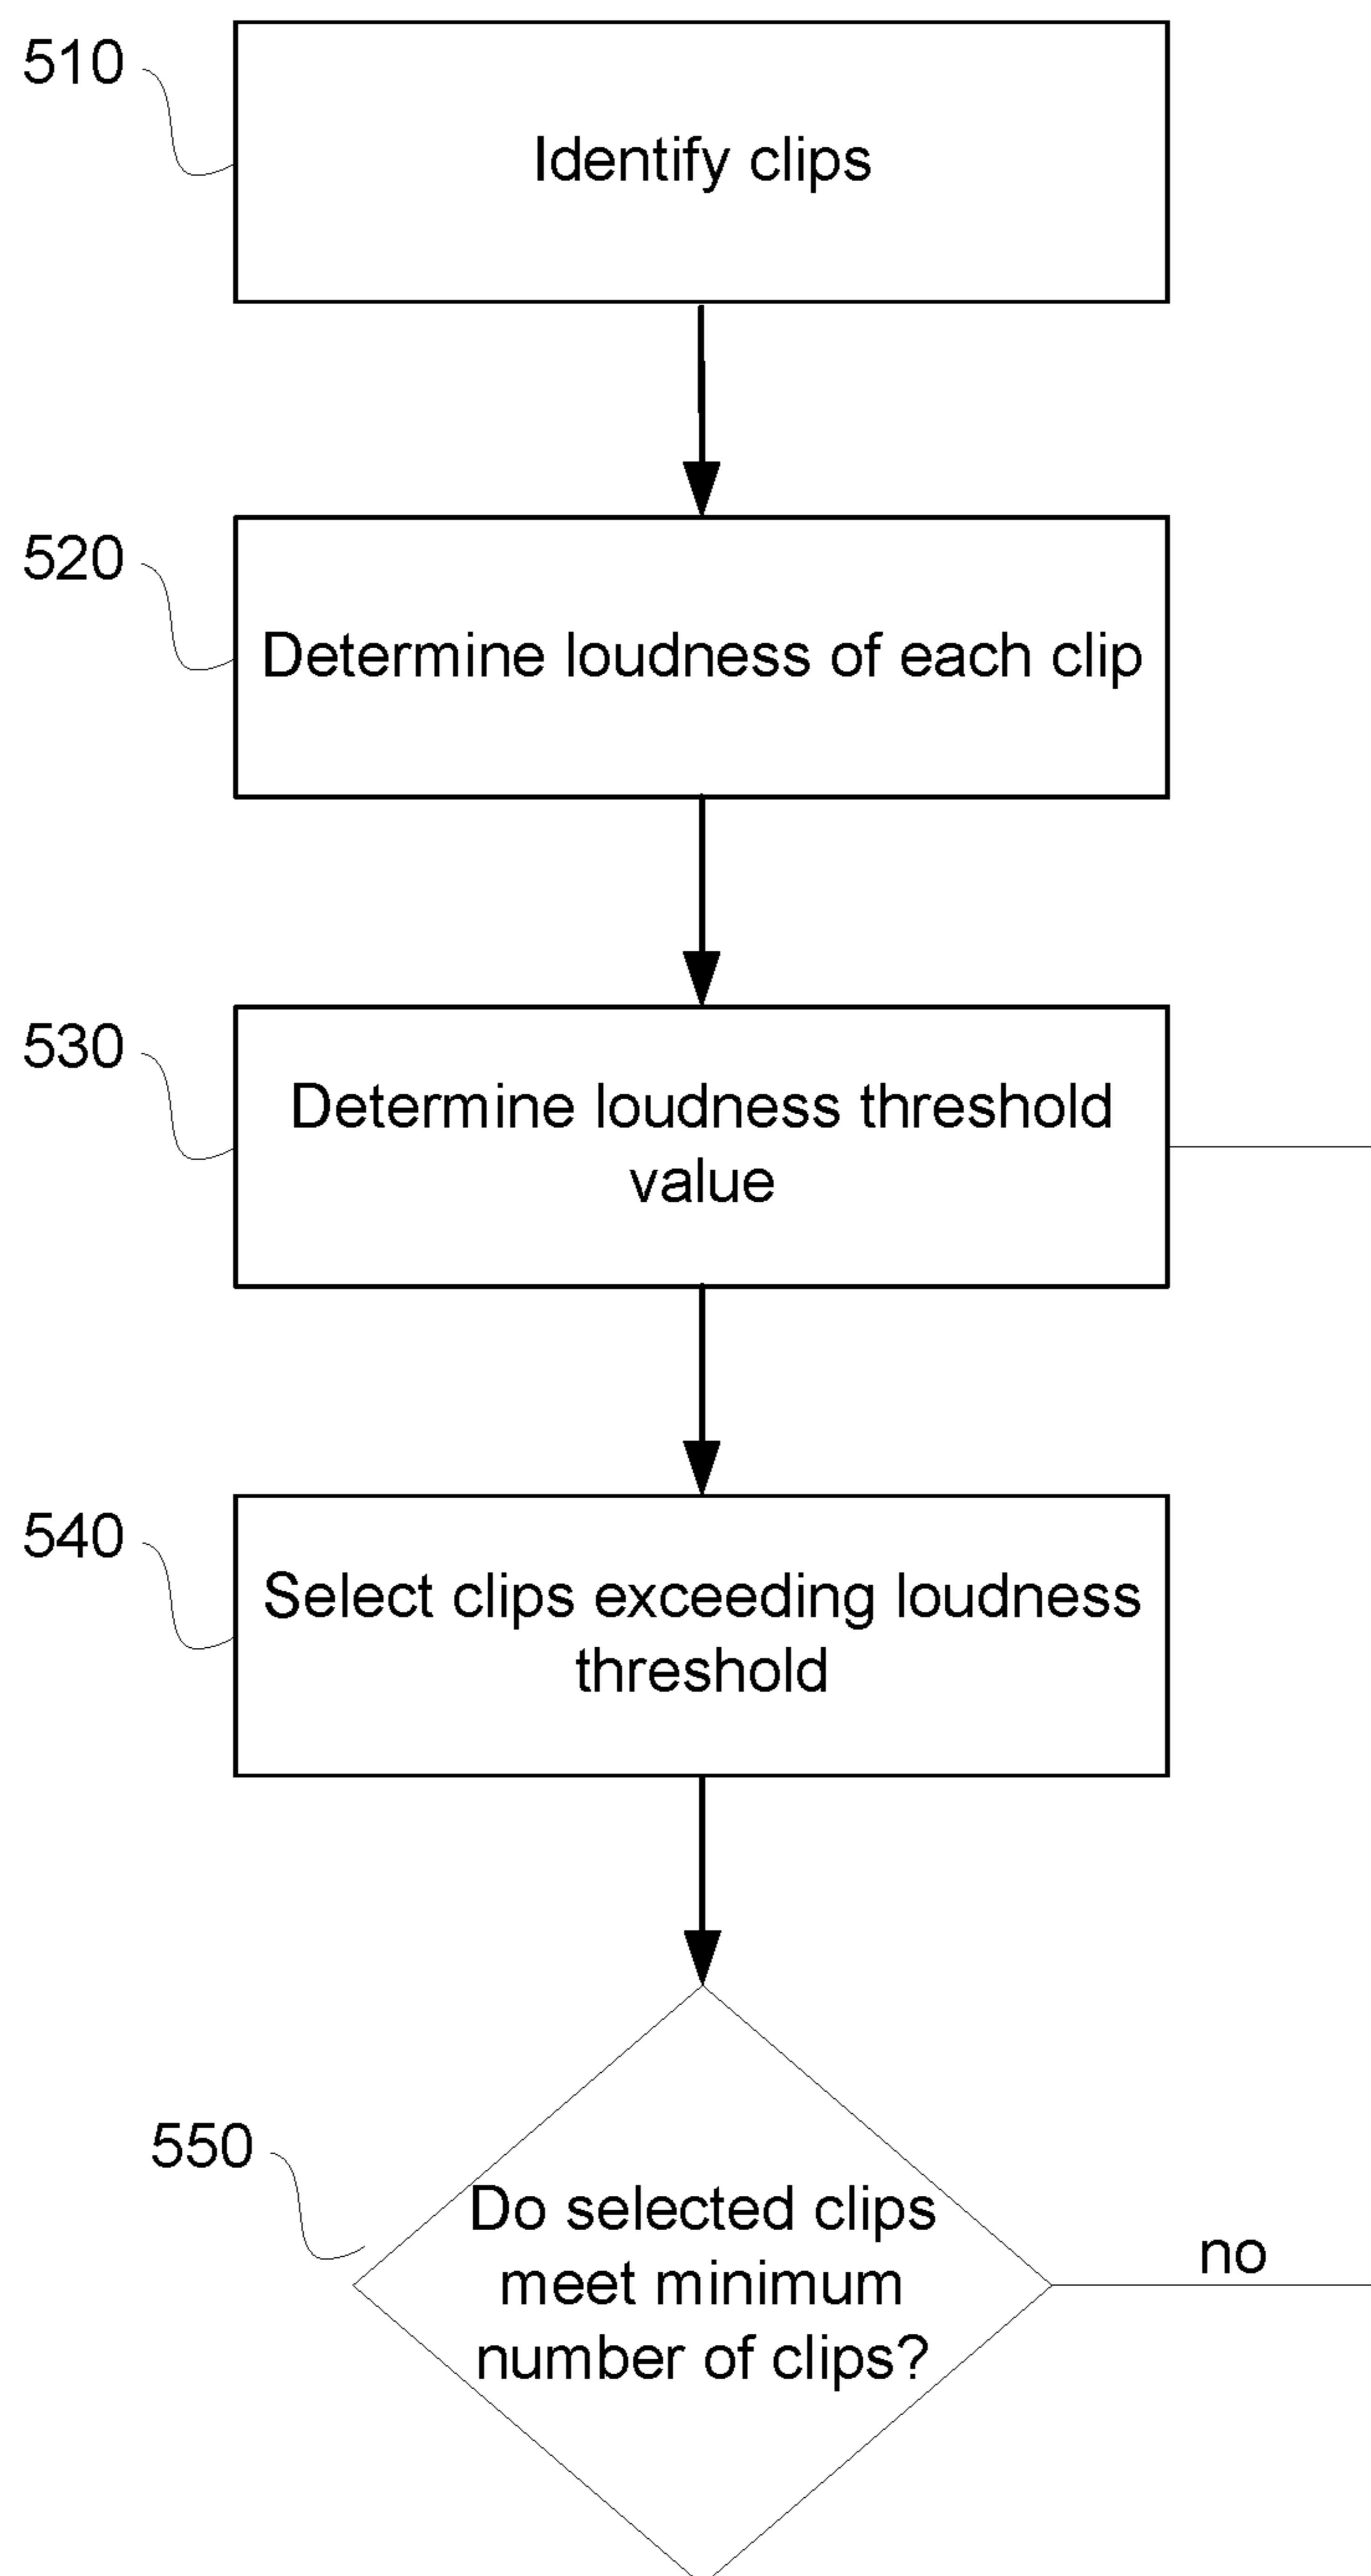 510
Identify clips
520
Determine loudness of each clip
530
Determine loudness threshold
value
540
Select clips exceeding loudness
threshold
550
Do selected clips
meet minimum
number of clips?
no